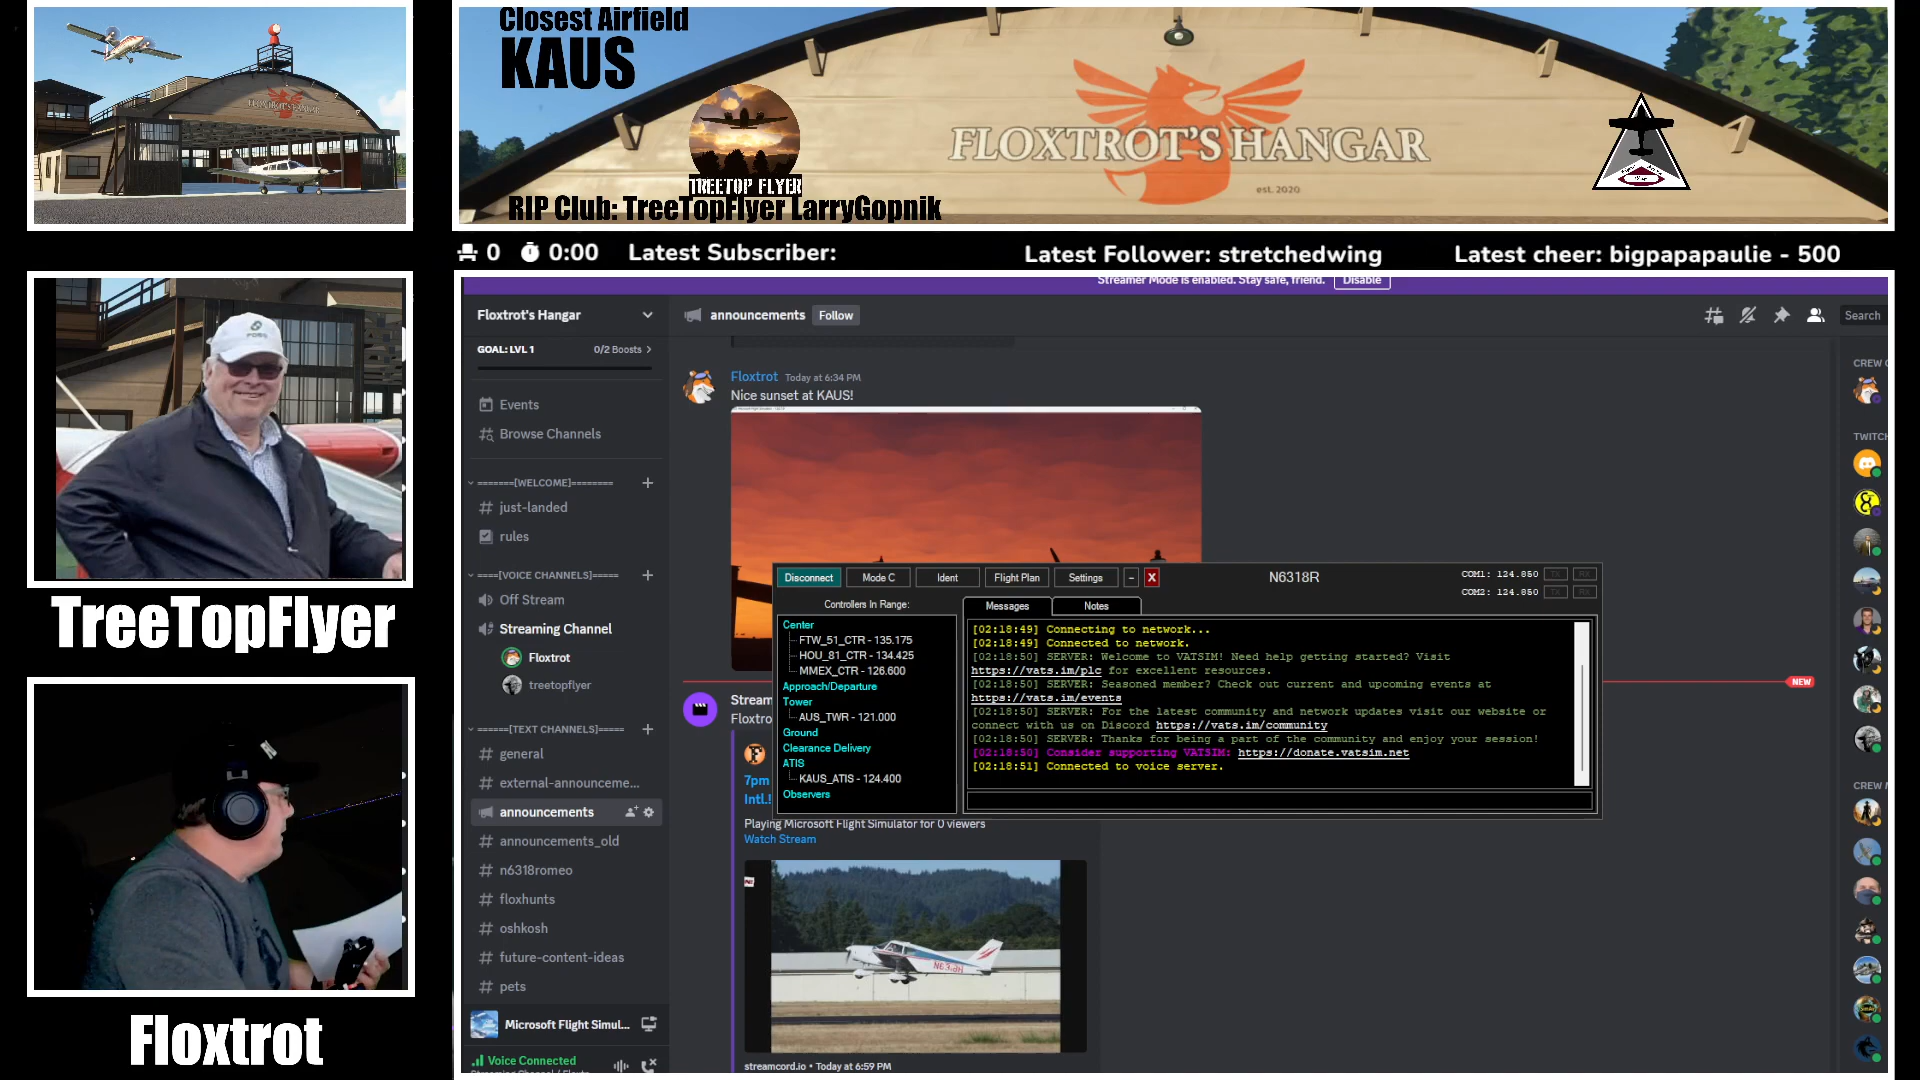 FLOXTROT'S HANGAR
Closest Airfield
KAUS
TREETOP FLYER
RIP Club: TreeTopFlyer LarryGopnik
FLOXTROT'S HANGAR
est. 2020
0 0:00 Latest Subscriber: Latest Follower: stretchedwing Latest cheer: bigpapapaulie - 500
Streamer Mode is enabled. Stay safe, friend. Disable
Floxtrot's Hangar
announcements Follow
Search
GOAL: LVL 1 0/2 Boosts >
Events
Browse Channels
=======[WELCOME]========
just-landed
rules
====[VOICE CHANNELS]=====
Off Stream
Streaming Channel
Floxtrot
treetopflyer
======[TEXT CHANNELS]=====
general
external-announceme...
announcements
announcements_old
n6318romeo
floxhunts
oshkosh
future-content-ideas
pets
Microsoft Flight Simul...
Voice Connected
Floxtrot Today at 6:34 PM
Nice sunset at KAUS!
NEW
Stream
Floxtro
7pm
Intl.!
Playing Microsoft Flight Simulator for 0 viewers
Watch Stream
streamcord.io • Today at 6:59 PM
Disconnect Mode C Ident Flight Plan Settings – X N6318R
COM1: 124.850 TX RX
COM2: 124.850 TX RX
Controllers In Range:
Center
FTW_51_CTR - 135.175
HOU_81_CTR - 134.425
MMEX_CTR - 126.600
Approach/Departure
Tower
AUS_TWR - 121.000
Ground
Clearance Delivery
ATIS
KAUS_ATIS - 124.400
Observers
Messages Notes
[02:18:49] Connecting to network...
[02:18:49] Connected to network.
[02:18:50] SERVER: Welcome to VATSIM! Need help getting started? Visit
https://vats.im/plc for excellent resources.
[02:18:50] SERVER: Seasoned member? Check out current and upcoming events at
https://vats.im/events
[02:18:50] SERVER: For the latest community and network updates visit our website or
connect with us on Discord https://vats.im/community
[02:18:50] SERVER: Thanks for being a part of the community and enjoy your session!
[02:18:50] Consider supporting VATSIM: https://donate.vatsim.net
[02:18:51] Connected to voice server.
CREW
TWITCH
CREW
TreeTopFlyer
Floxtrot